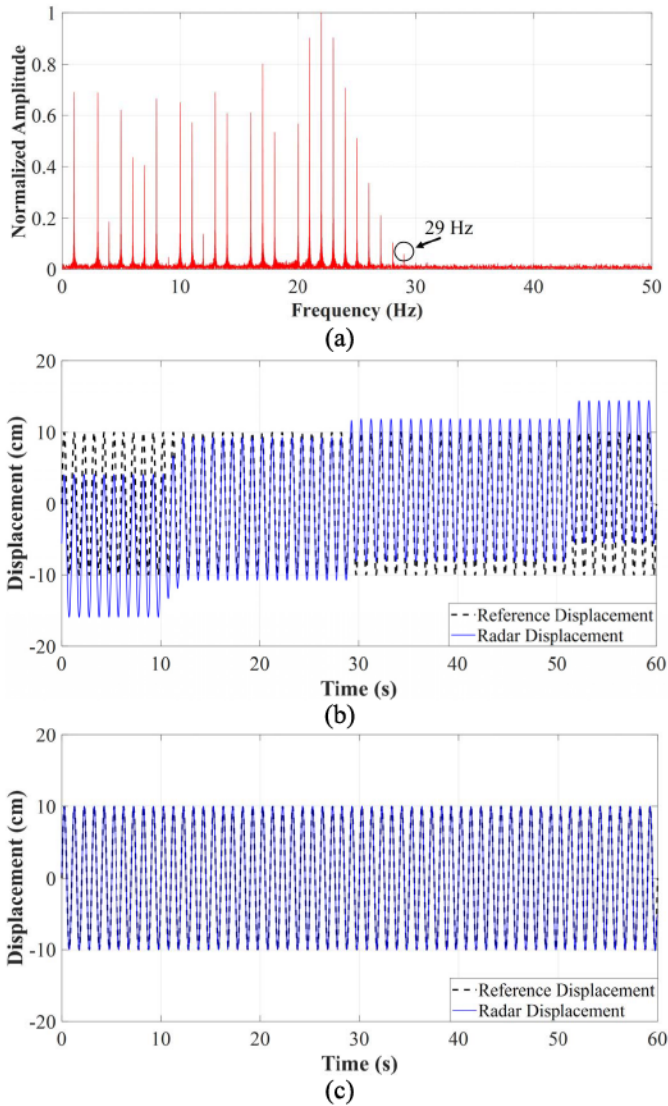 1
0.8
0.6
0.4
0.2
0
Normalized Amplitude
29 Hz
0 10 20 30 40 50
Frequency (Hz)
(a)
20
10
0
-10
-20
Displacement (cm)
Reference Displacement
Radar Displacement
0 10 20 30 40 50 60
Time (s)
(b)
20
10
0
-10
-20
Displacement (cm)
Reference Displacement
Radar Displacement
0 10 20 30 40 50 60
Time (s)
(c)